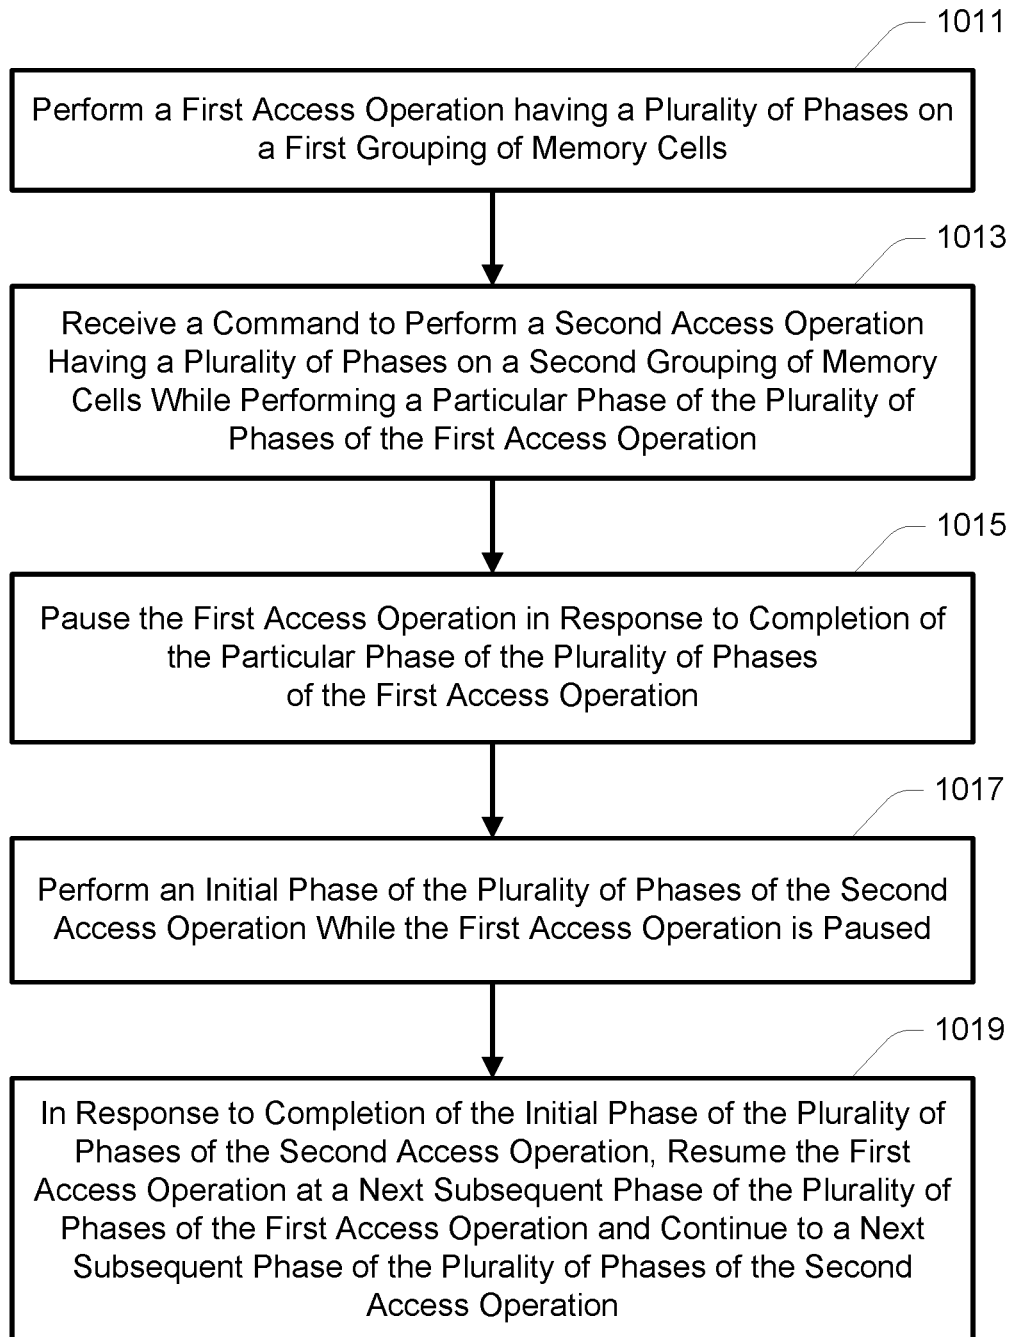 1011
Perform a First Access Operation having a Plurality of Phases on
a First Grouping of Memory Cells
1013
Receive a Command to Perform a Second Access Operation
Having a Plurality of Phases on a Second Grouping of Memory
Cells While Performing a Particular Phase of the Plurality of
Phases of the First Access Operation
1015
Pause the First Access Operation in Response to Completion of
the Particular Phase of the Plurality of Phases
of the First Access Operation
1017
Perform an Initial Phase of the Plurality of Phases of the Second
Access Operation While the First Access Operation is Paused
1019
In Response to Completion of the Initial Phase of the Plurality of
Phases of the Second Access Operation, Resume the First
Access Operation at a Next Subsequent Phase of the Plurality of
Phases of the First Access Operation and Continue to a Next
Subsequent Phase of the Plurality of Phases of the Second
Access Operation